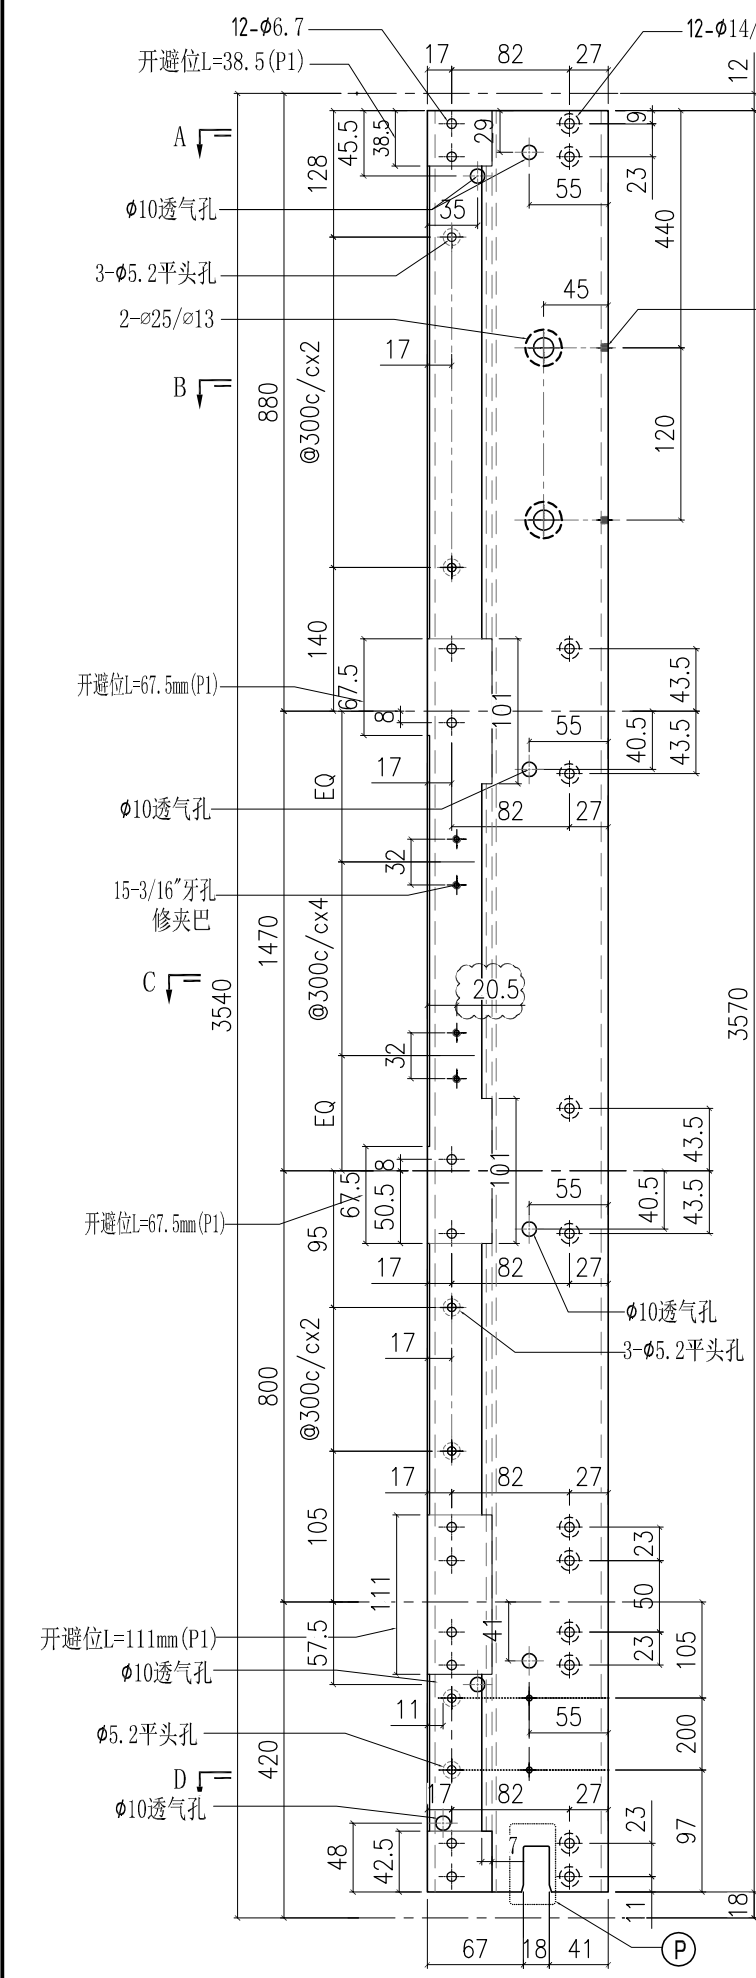 12-Φ6.7
12-Φ14/
开避位L=38.5(P1)
17
82
27
12
A
128
45.5
38.5
29
9
23
55
440
Φ10透气孔
35
3-Φ5.2平头孔
45
2-⌀25/⌀13
17
B
880
@300c/cx2
120
140
67.5
开避位L=67.5mm(P1)
8
101
43.5
55
40.5
43.5
17
EQ
Φ10透气孔
82
27
32
15-3/16"牙孔
修夹巴
1470
@300c/cx4
C
3540
20.5
3570
32
EQ
43.5
8
101
67.5
50.5
55
40.5
43.5
开避位L=67.5mm(P1)
95
17
82
27
Φ10透气孔
17
3-Φ5.2平头孔
@300c/cx2
800
17
82
27
105
23
111
50
41
开避位L=111mm(P1)
57.5
23
105
Φ10透气孔
11
55
Φ5.2平头孔
200
420
D
17
82
27
Φ10透气孔
23
97
48
42.5
7
11
18
67
18
41
P